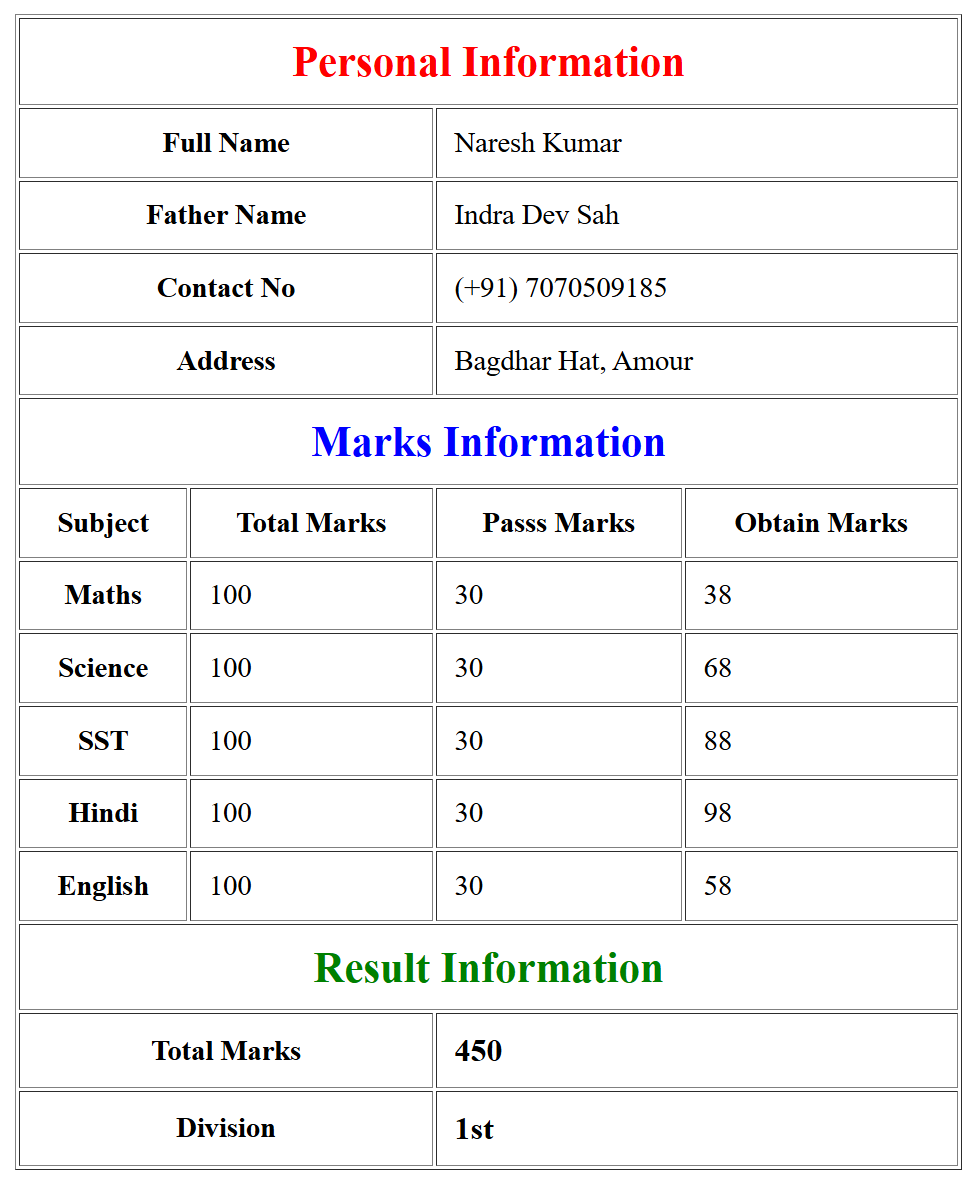 Personal Information
Full Name Naresh Kumar
Father Name Indra Dev Sah
Contact No (+91) 7070509185
Address Bagdhar Hat, Amour
Marks Information
Subject Total Marks Passs Marks Obtain Marks
Maths 100 30 38
Science 100 30 68
SST 100 30 88
Hindi 100 30 98
English 100 30 58
Result Information
Total Marks 450
Division 1st